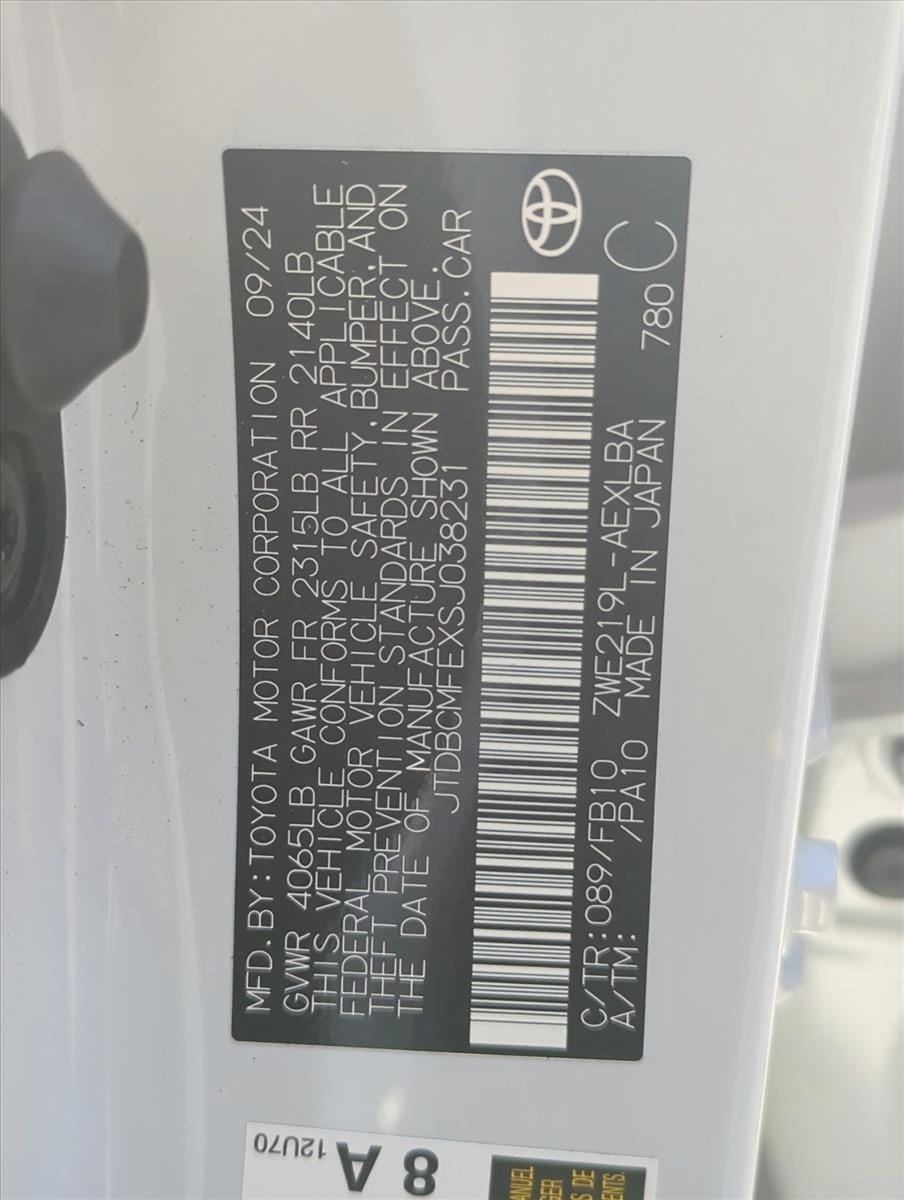 MFD.BY:TOYOTA MOTOR CORPORATION 09/24
GVWR 4065LB GAWR FR 2315LB RR 2140LB
THIS VEHICLE CONFORMS TO ALL APPLICABLE
FEDERAL MOTOR VEHICLE SAFETY, BUMPER, AND
THEFT PREVENTION STANDARDS IN EFFECT ON
THE DATE OF MANUFACTURE SHOWN ABOVE.
JTDBCMFEXSJ038231 PASS.CAR
C/TR:089/FB10 ZWE219L-AEXLBA
A/TM: /PA10 MADE IN JAPAN 780 C
12U70
8 A
MANUEL
S DE